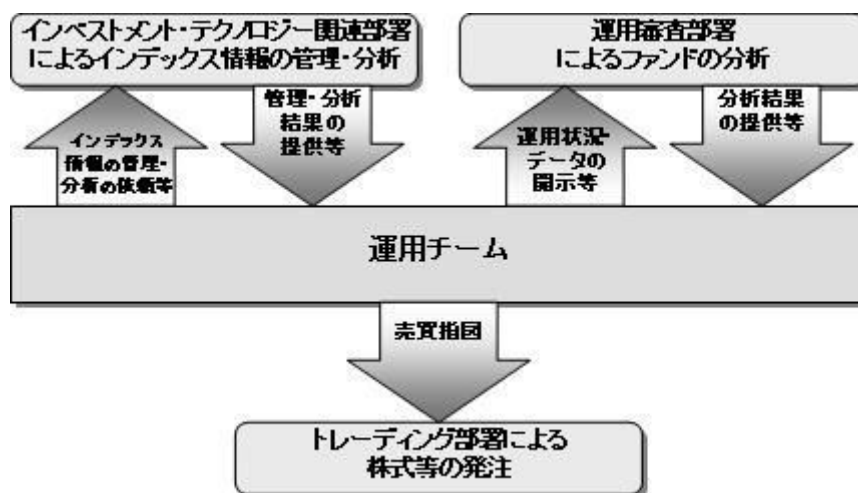 インベストメント・テクノロジー関連部署
によるインデックス情報の管理・分析
運用審査部署
によるファンドの分析
インデックス
情報の管理・
分析の依頼等
管理・分析
結果の
提供等
運用状況・
データの
開示等
分析結果
の提供等
運用チーム
売買指図
トレーディング部署による
株式等の発注